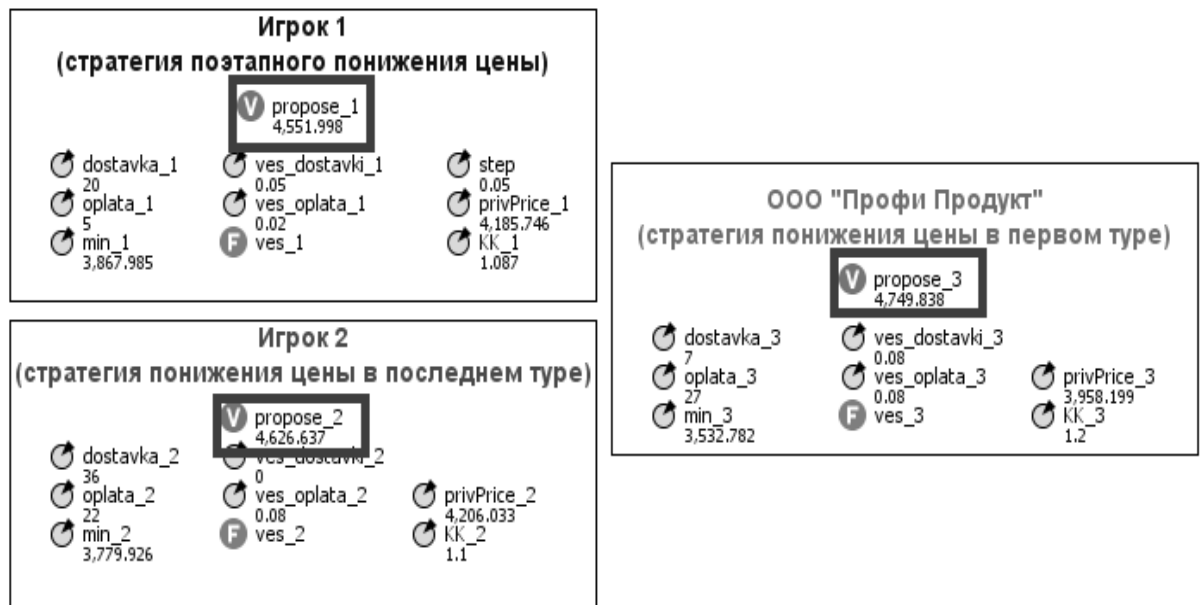 Игрок 1
(стратегия поэтапного понижения цены)
V propose_1
4,551.998
dostavka_1 ves_dostavki_1 step
20 0.05 0.05
oplata_1 ves_oplata_1 privPrice_1
5 0.02 4,185.746
min_1 F ves_1 КК_1
3,867.985 1.087
Игрок 2
(стратегия понижения цены в последнем туре)
V propose_2
4,626.637
dostavka_2 ves_dostavki_2
36 0
oplata_2 ves_oplata_2 privPrice_2
22 0.08 4,206.033
min_2 F ves_2 КК_2
3,779.926 1.1
ООО "Профи Продукт"
(стратегия понижения цены в первом туре)
V propose_3
4,749.838
dostavka_3 ves_dostavki_3
7 0.08
oplata_3 ves_oplata_3 privPrice_3
27 0.08 3,958.199
min_3 F ves_3 КК_3
3,532.782 1.2